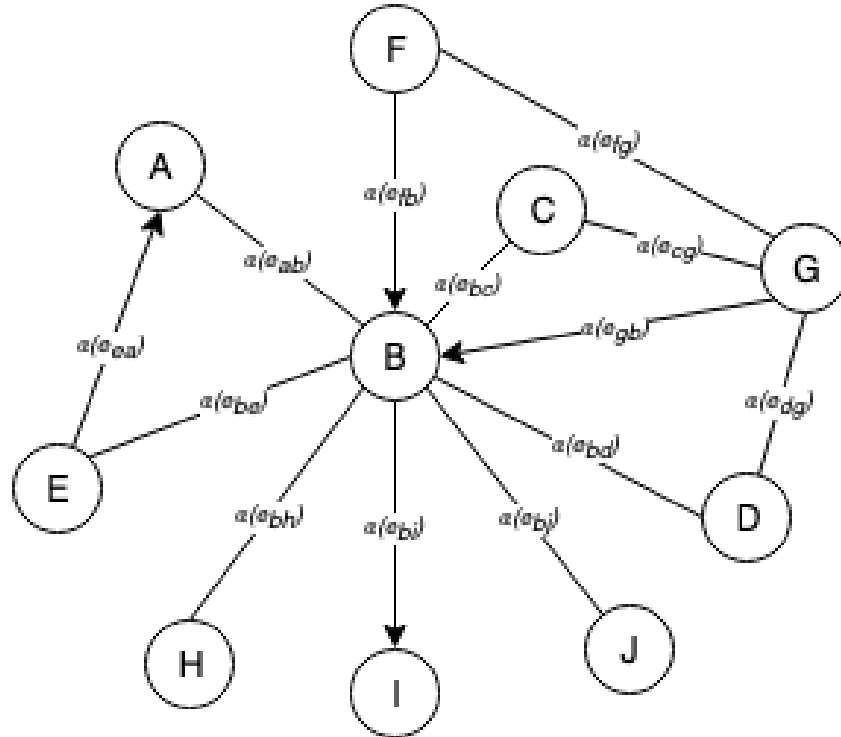 F
α(e_fg)
A
α(e_fb)
C
α(e_cg)
G
α(e_ab)
α(e_bc)
α(e_gb)
α(e_ea)
B
α(e_be)
α(e_dg)
α(e_bd)
E
α(e_bh)
α(e_bi)
α(e_bj)
D
H
I
J